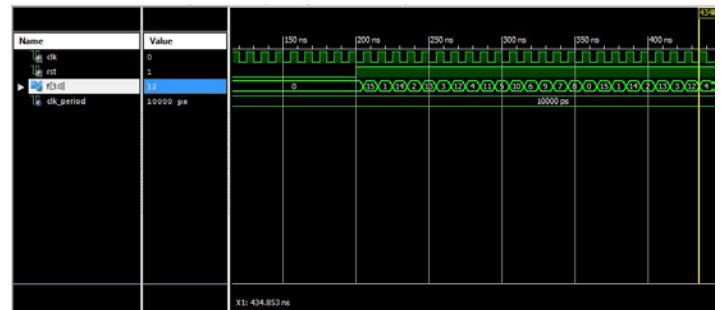 434
Name Value
150 ns 200 ns 250 ns 300 ns 350 ns 400 ns
clk 0
rst 1
r[3:0] 12 0 15 1 14 2 13 3 12 4 11 5 10 6 9 7 8 0 15 1 14 2 13 3 12 4
clk_period 10000 ps 10000 ps
X1: 434.853 ns